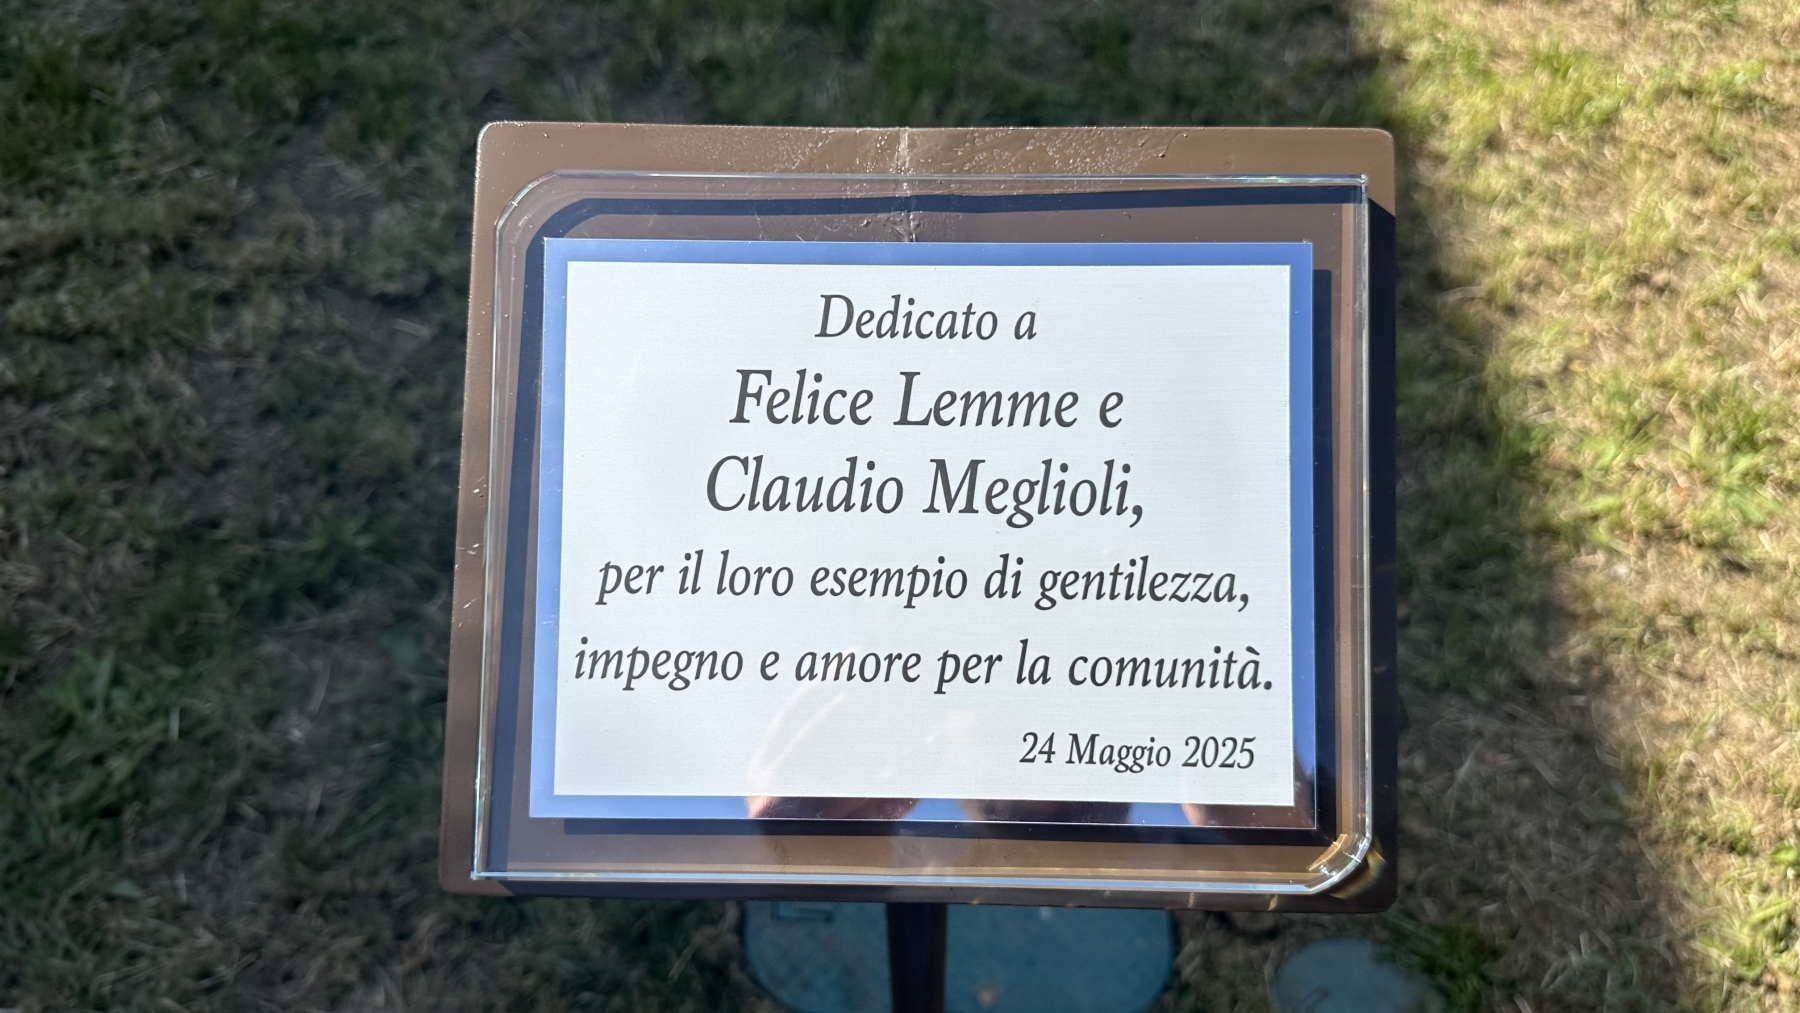 Dedicato a
Felice Lemme e
Claudio Meglioli,
per il loro esempio di gentilezza,
impegno e amore per la comunità.
24 Maggio 2025